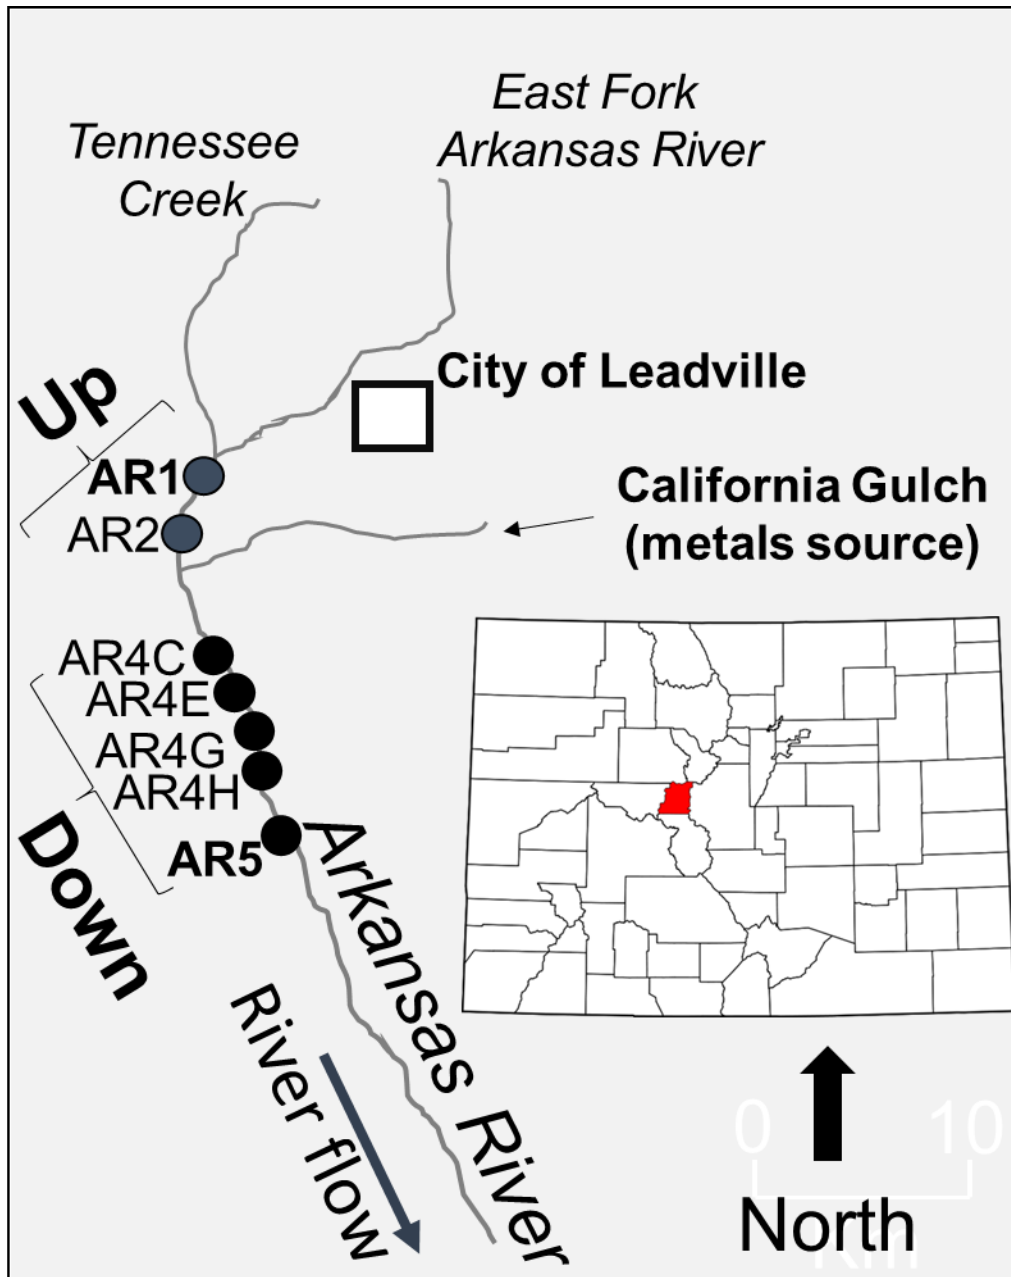 East Fork
Arkansas River
Tennessee
Creek
City of Leadville
Up
AR1
AR2
California Gulch
(metals source)
AR4C
AR4E
AR4G
AR4H
AR5
Down
Arkansas River
River flow
0 10
North
Km